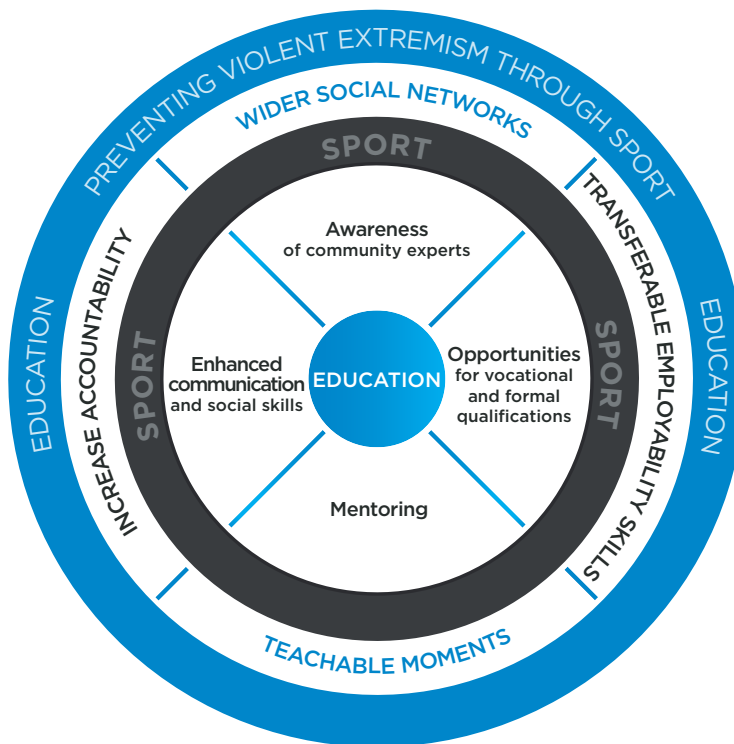 PREVENTING VIOLENT EXTREMISM THROUGH SPORT
WIDER SOCIAL NETWORKS
SPORT
Awareness
of community experts
EDUCATION
INCREASE ACCOUNTABILITY
SPORT
Enhanced
communication
and social skills
EDUCATION
Opportunities
for vocational
and formal
qualifications
SPORT
TRANSFERABLE EMPLOYABILITY SKILLS
EDUCATION
Mentoring
TEACHABLE MOMENTS